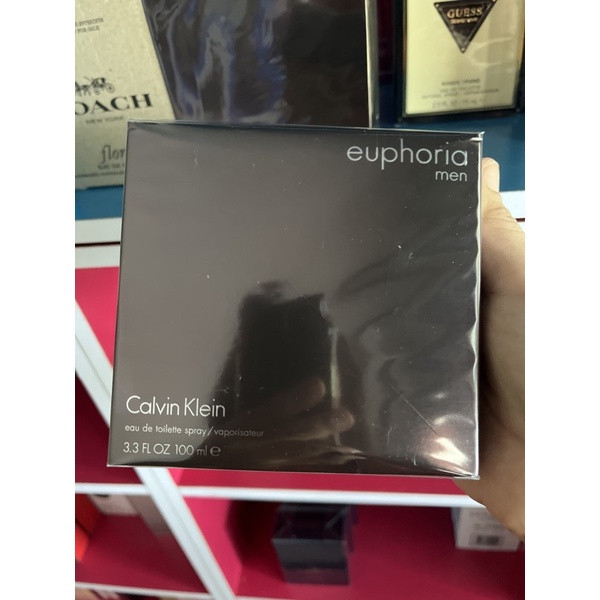 COACH
NEW YORK
GUESS
euphoria
men
Calvin Klein
eau de toilette spray/vaporisateur
3.3 FL OZ 100 ml e